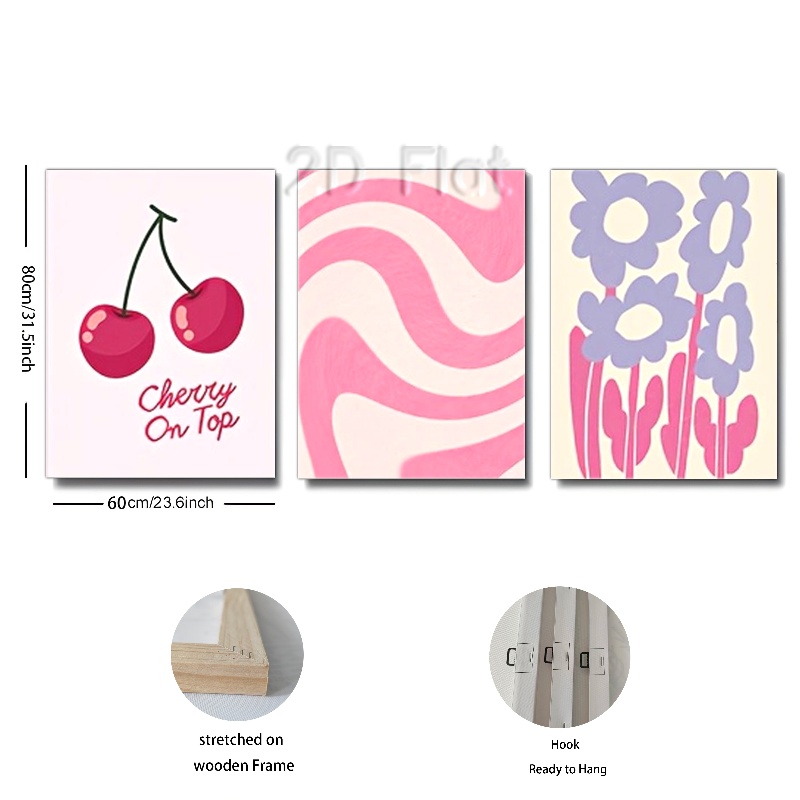 2D Flat
80cm/31.5inch
Cherry
On Top
60cm/23.6inch
stretched on
wooden Frame
Hook
Ready to Hang